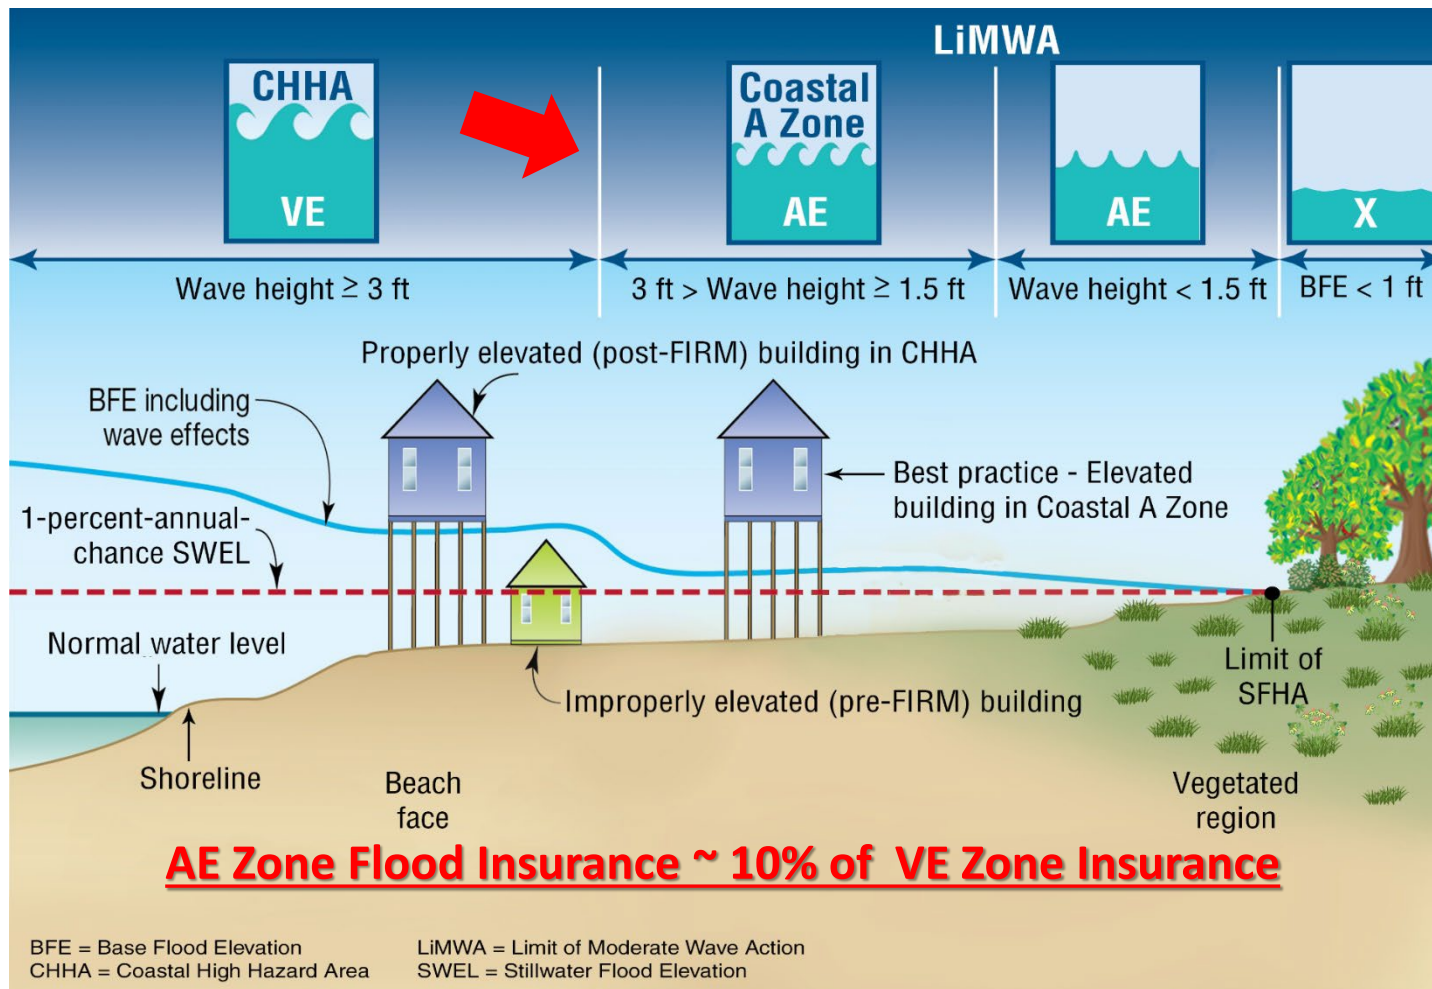 LiMWA
CHHA
VE
Coastal
A Zone
AE
AE
X
Wave height ≥ 3 ft
3 ft > Wave height ≥ 1.5 ft
Wave height < 1.5 ft
BFE < 1 ft
Properly elevated (post-FIRM) building in CHHA
BFE including
wave effects
Best practice - Elevated
building in Coastal A Zone
1-percent-annual-
chance SWEL
Normal water level
Limit of
SFHA
Improperly elevated (pre-FIRM) building
Shoreline
Beach
face
Vegetated
region
AE Zone Flood Insurance ~ 10% of VE Zone Insurance
BFE = Base Flood Elevation
CHHA = Coastal High Hazard Area
LiMWA = Limit of Moderate Wave Action
SWEL = Stillwater Flood Elevation